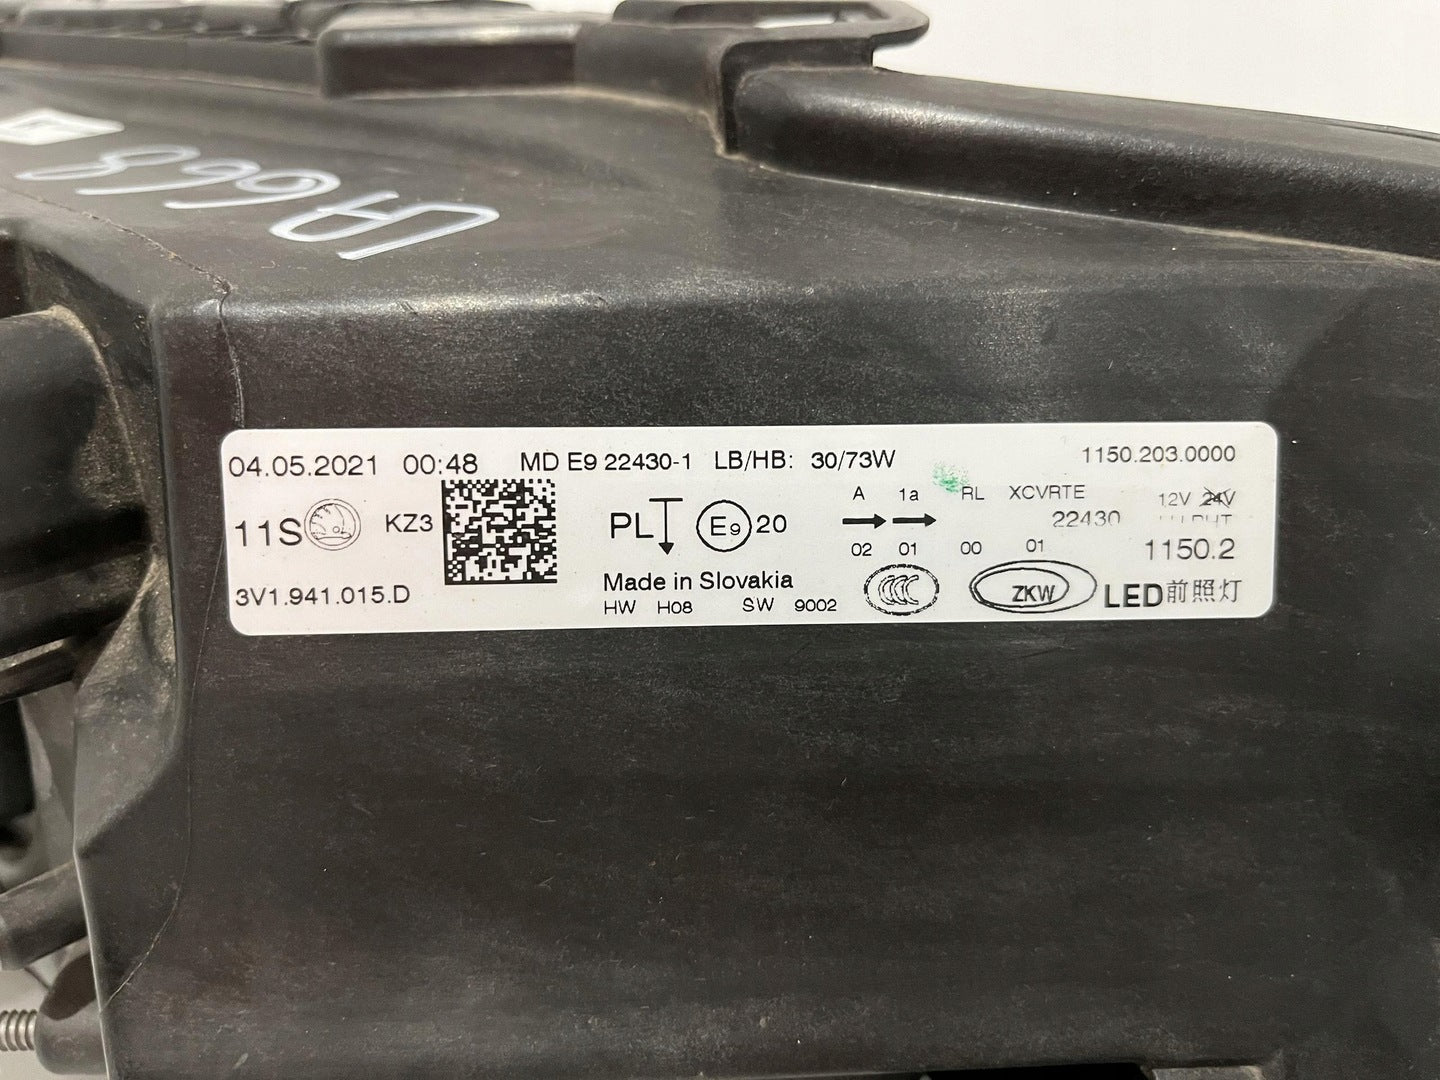 LA668
04.05.2021 00:48 MD E9 22430-1 LB/HB: 30/73W 1150.203.0000
A 1a RL XCVRTE 12V 24V
11S KZ3 PL E9 20 22430
02 01 00 01 1150.2
3V1.941.015.D Made in Slovakia CCC ZKW LED前照灯
HW H08 SW 9002